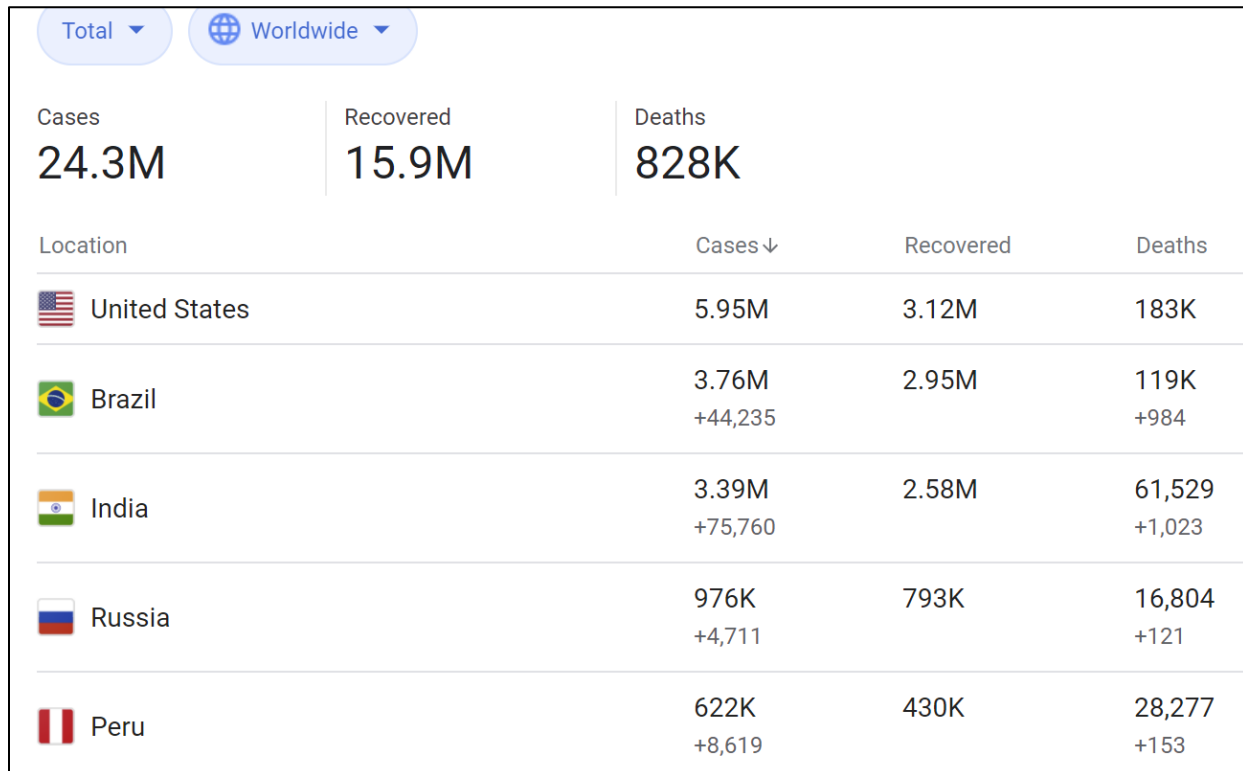 Total Worldwide
Cases Recovered Deaths
24.3M 15.9M 828K
Location Cases↓ Recovered Deaths
United States 5.95M 3.12M 183K
Brazil 3.76M 2.95M 119K
+44,235 +984
India 3.39M 2.58M 61,529
+75,760 +1,023
Russia 976K 793K 16,804
+4,711 +121
Peru 622K 430K 28,277
+8,619 +153